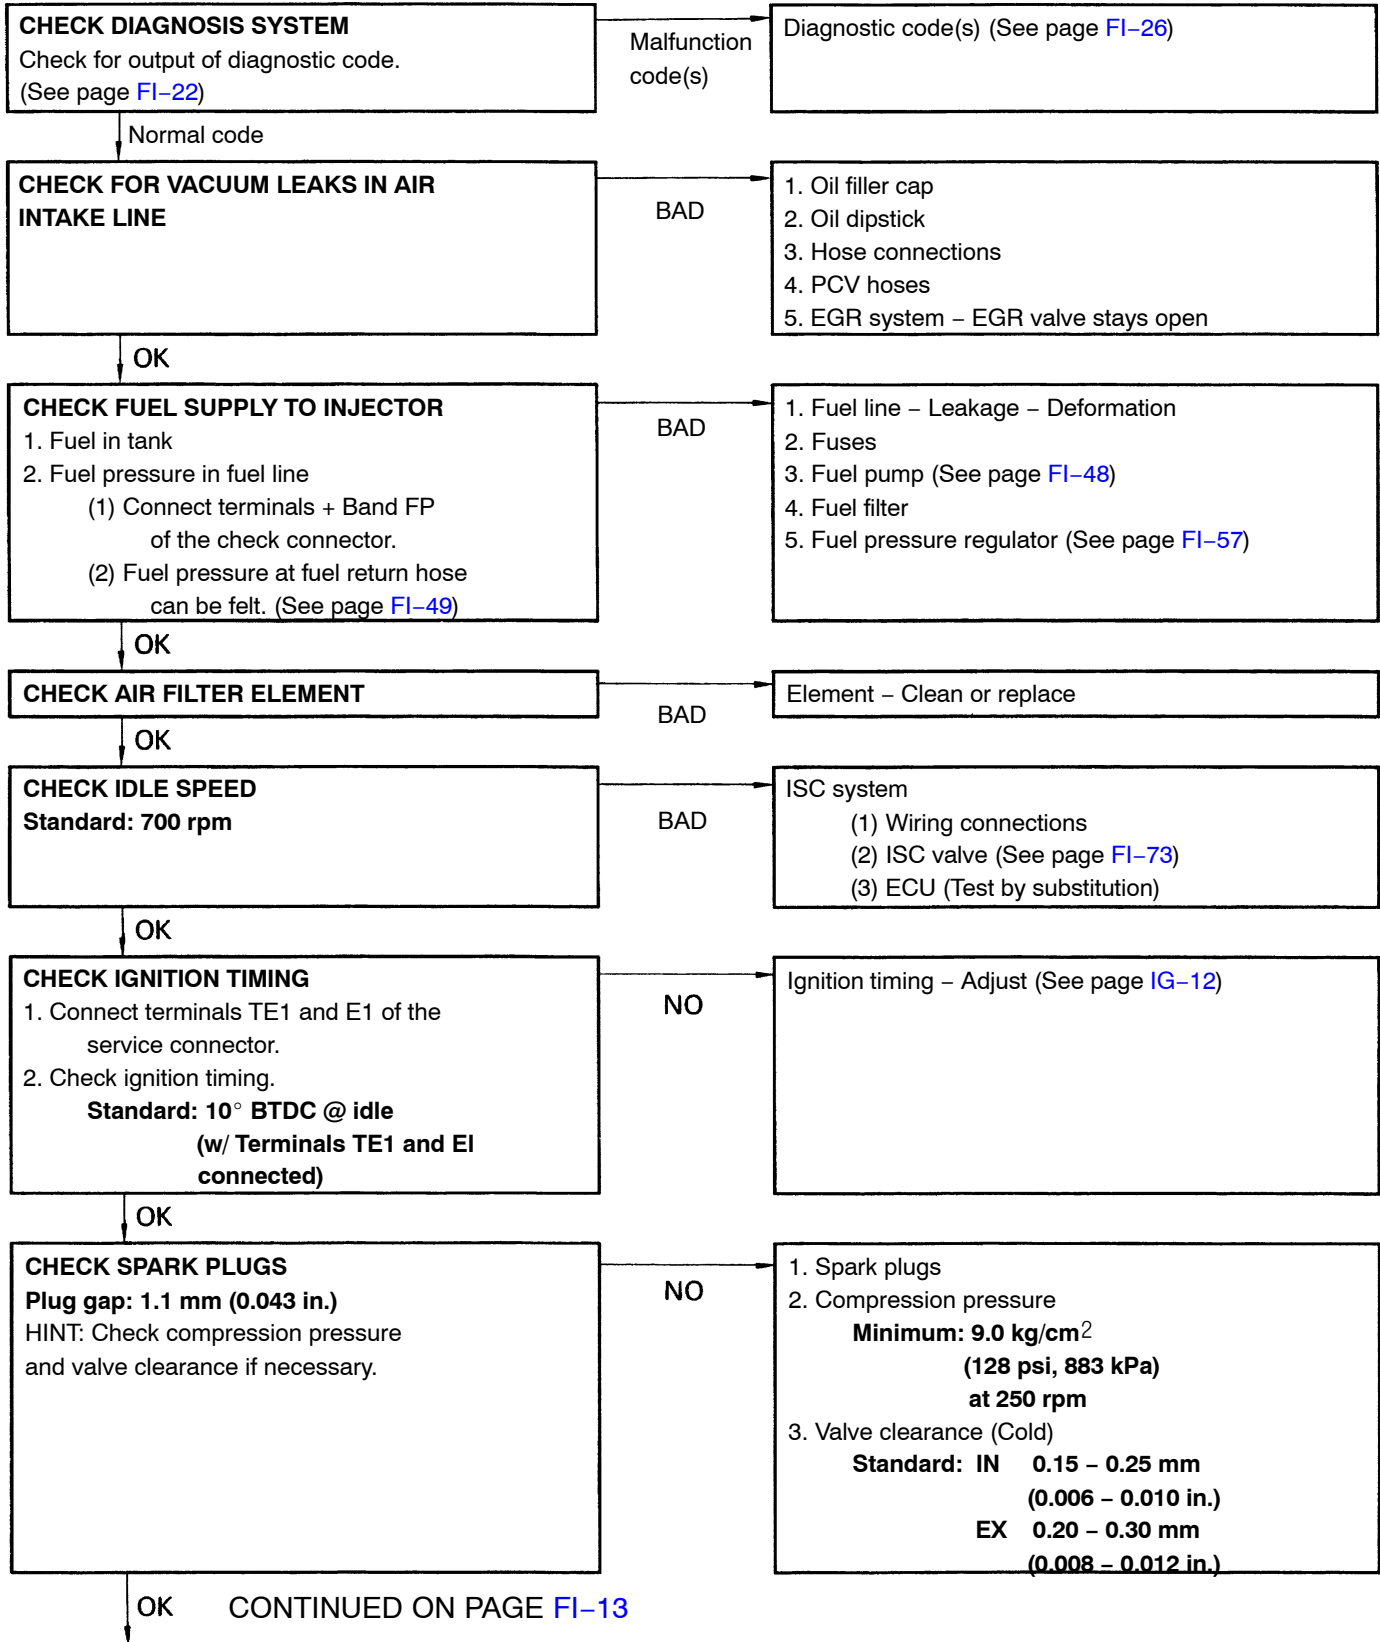 CHECK DIAGNOSIS SYSTEM
Check for output of diagnostic code.
(See page FI–22)
Malfunction
code(s)
Diagnostic code(s) (See page FI–26)
Normal code
CHECK FOR VACUUM LEAKS IN AIR
INTAKE LINE
BAD
1. Oil filler cap
2. Oil dipstick
3. Hose connections
4. PCV hoses
5. EGR system – EGR valve stays open
OK
CHECK FUEL SUPPLY TO INJECTOR
1. Fuel in tank
2. Fuel pressure in fuel line
(1) Connect terminals + Band FP
of the check connector.
(2) Fuel pressure at fuel return hose
can be felt. (See page FI–49)
BAD
1. Fuel line – Leakage – Deformation
2. Fuses
3. Fuel pump (See page FI–48)
4. Fuel filter
5. Fuel pressure regulator (See page FI–57)
OK
CHECK AIR FILTER ELEMENT
BAD
Element – Clean or replace
OK
CHECK IDLE SPEED
Standard: 700 rpm
BAD
ISC system
(1) Wiring connections
(2) ISC valve (See page FI–73)
(3) ECU (Test by substitution)
OK
CHECK IGNITION TIMING
1. Connect terminals TE1 and E1 of the
service connector.
2. Check ignition timing.
Standard: 10° BTDC @ idle
(w/ Terminals TE1 and EI
connected)
NO
Ignition timing – Adjust (See page IG–12)
OK
CHECK SPARK PLUGS
Plug gap: 1.1 mm (0.043 in.)
HINT: Check compression pressure
and valve clearance if necessary.
NO
1. Spark plugs
2. Compression pressure
Minimum: 9.0 kg/cm2
(128 psi, 883 kPa)
at 250 rpm
3. Valve clearance (Cold)
Standard: IN 0.15 – 0.25 mm
(0.006 – 0.010 in.)
EX 0.20 – 0.30 mm
(0.008 – 0.012 in.)
OK
CONTINUED ON PAGE FI–13